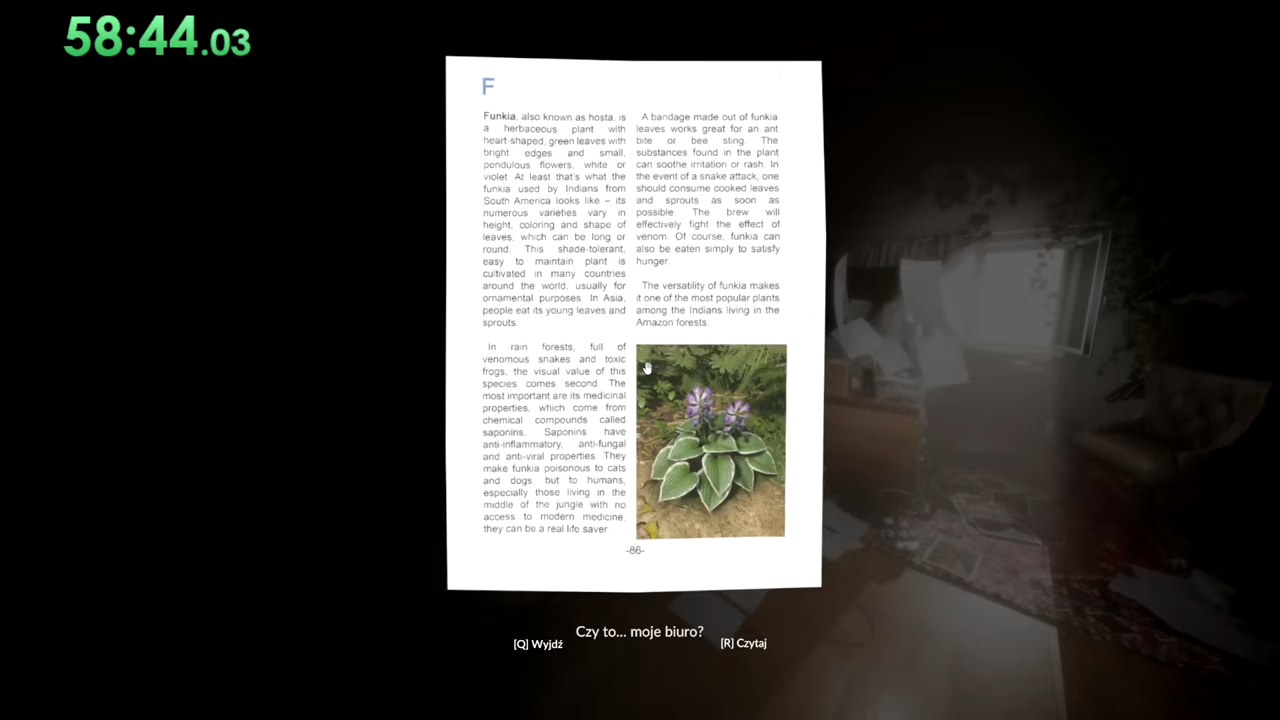 58:44.03
F
Funkia, also known as hosta, is
a herbaceous plant with
heart-shaped, green leaves with
bright edges and small,
pendulous flowers, white or
violet. At least that's what the
funkia used by Indians from
South America looks like – its
numerous varieties vary in
height, coloring and shape of
leaves, which can be long or
round. This shade-tolerant,
easy to maintain plant is
cultivated in many countries
around the world, usually for
ornamental purposes. In Asia,
people eat its young leaves and
sprouts.
In rain forests, full of
venomous snakes and toxic
frogs, the visual value of this
species comes second. The
most important are its medicinal
properties, which come from
chemical compounds called
saponins. Saponins have
anti-inflammatory, anti-fungal
and anti-viral properties. They
make funkia poisonous to cats
and dogs, but to humans,
especially those living in the
middle of the jungle with no
access to modern medicine,
they can be a real life saver.
A bandage made out of funkia
leaves works great for an ant
bite or bee sting. The
substances found in the plant
can soothe irritation or rash. In
the event of a snake attack, one
should consume cooked leaves
and sprouts as soon as
possible. The brew will
effectively fight the effect of
venom. Of course, funkia can
also be eaten simply to satisfy
hunger.
The versatility of funkia makes
it one of the most popular plants
among the Indians living in the
Amazon forests.
-86-
Czy to... moje biuro?
[Q] Wyjdź [R] Czytaj